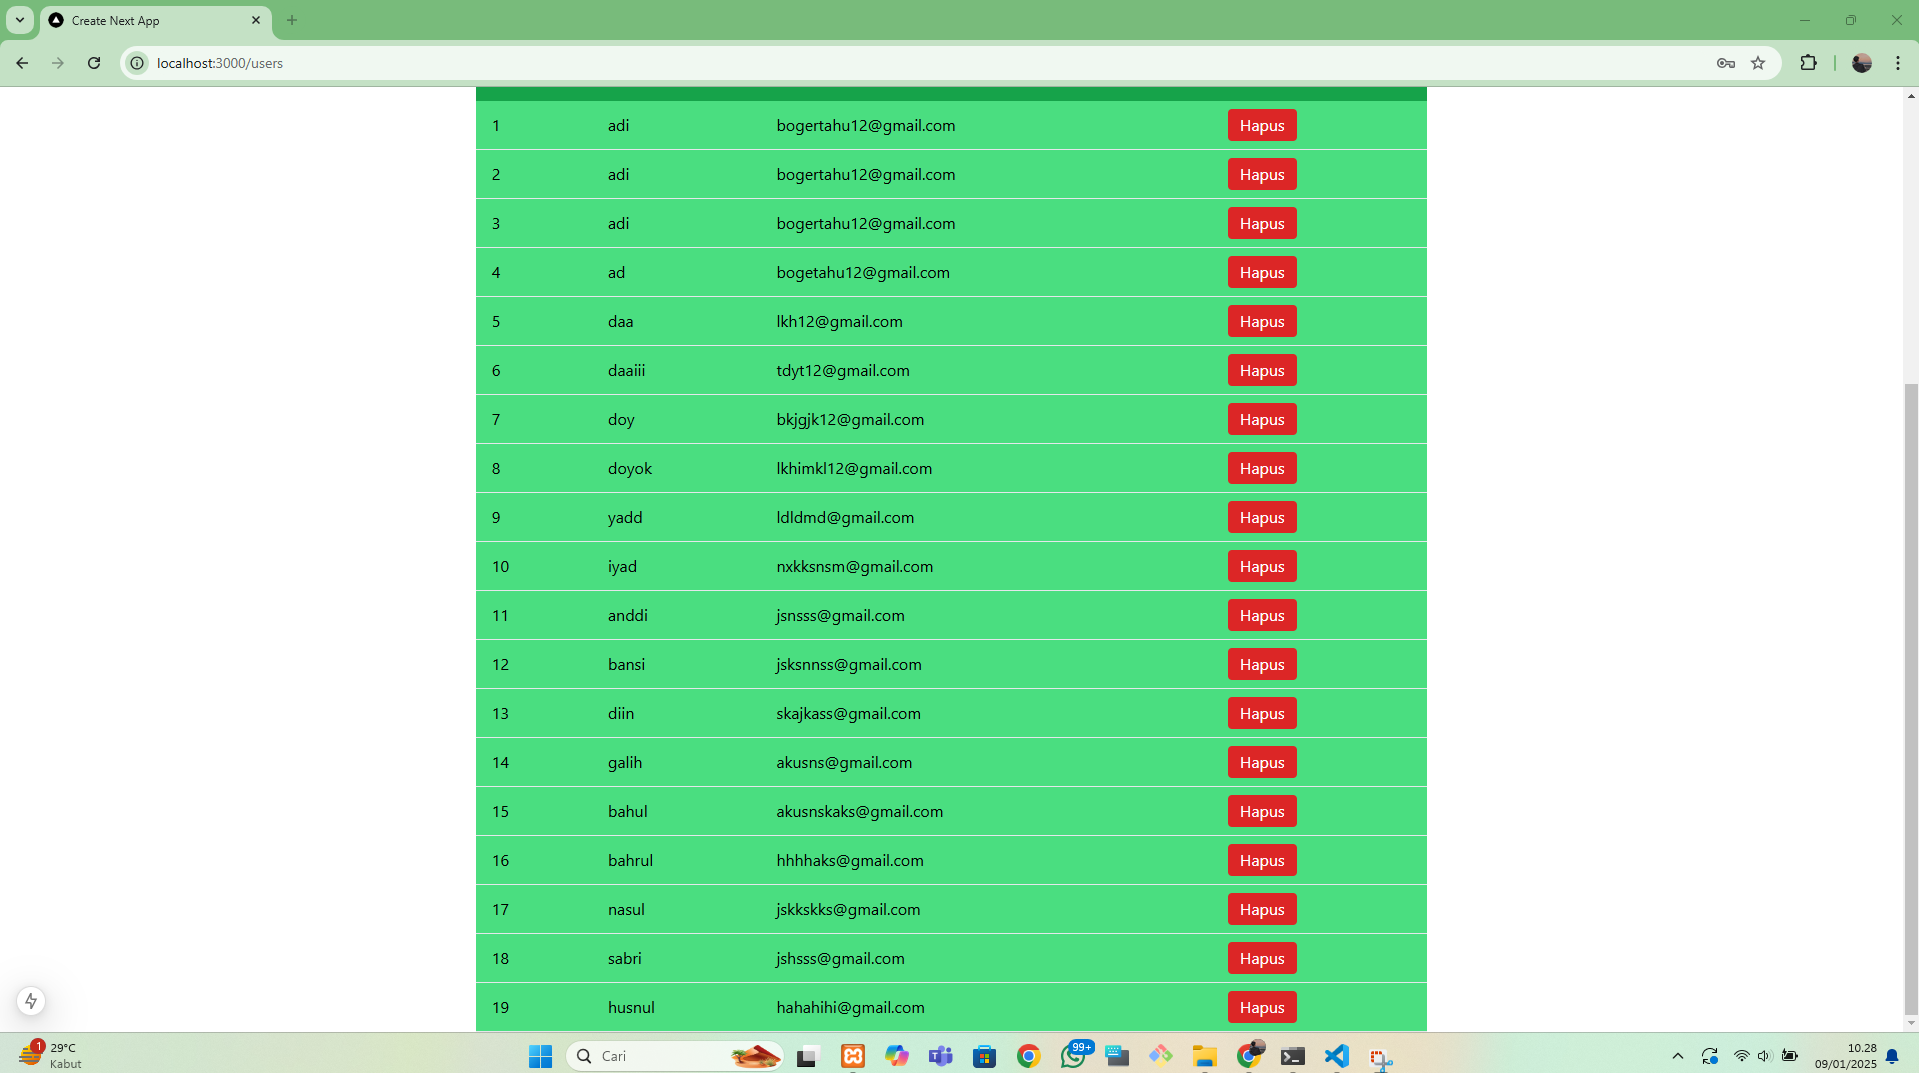 Create Next App
localhost:3000/users
1 adi bogertahu12@gmail.com Hapus
2 adi bogertahu12@gmail.com Hapus
3 adi bogertahu12@gmail.com Hapus
4 ad bogetahu12@gmail.com Hapus
5 daa lkh12@gmail.com Hapus
6 daaiii tdyt12@gmail.com Hapus
7 doy bkjgjk12@gmail.com Hapus
8 doyok lkhimkl12@gmail.com Hapus
9 yadd ldldmd@gmail.com Hapus
10 iyad nxkksnsm@gmail.com Hapus
11 anddi jsnsss@gmail.com Hapus
12 bansi jsksnnss@gmail.com Hapus
13 diin skajkass@gmail.com Hapus
14 galih akusns@gmail.com Hapus
15 bahul akusnskaks@gmail.com Hapus
16 bahrul hhhhaks@gmail.com Hapus
17 nasul jskkskks@gmail.com Hapus
18 sabri jshsss@gmail.com Hapus
19 husnul hahahihi@gmail.com Hapus
1
29°C
Kabut
Cari
99+
10.28
09/01/2025